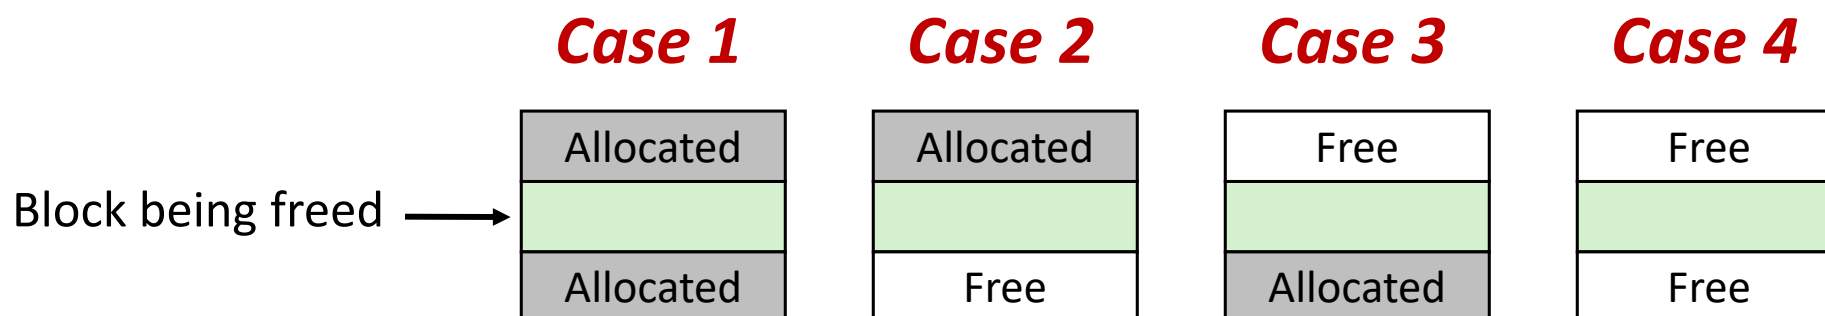 Case 1 Case 2 Case 3 Case 4
Allocated Allocated Free Free
Block being freed
Allocated Free Allocated Free